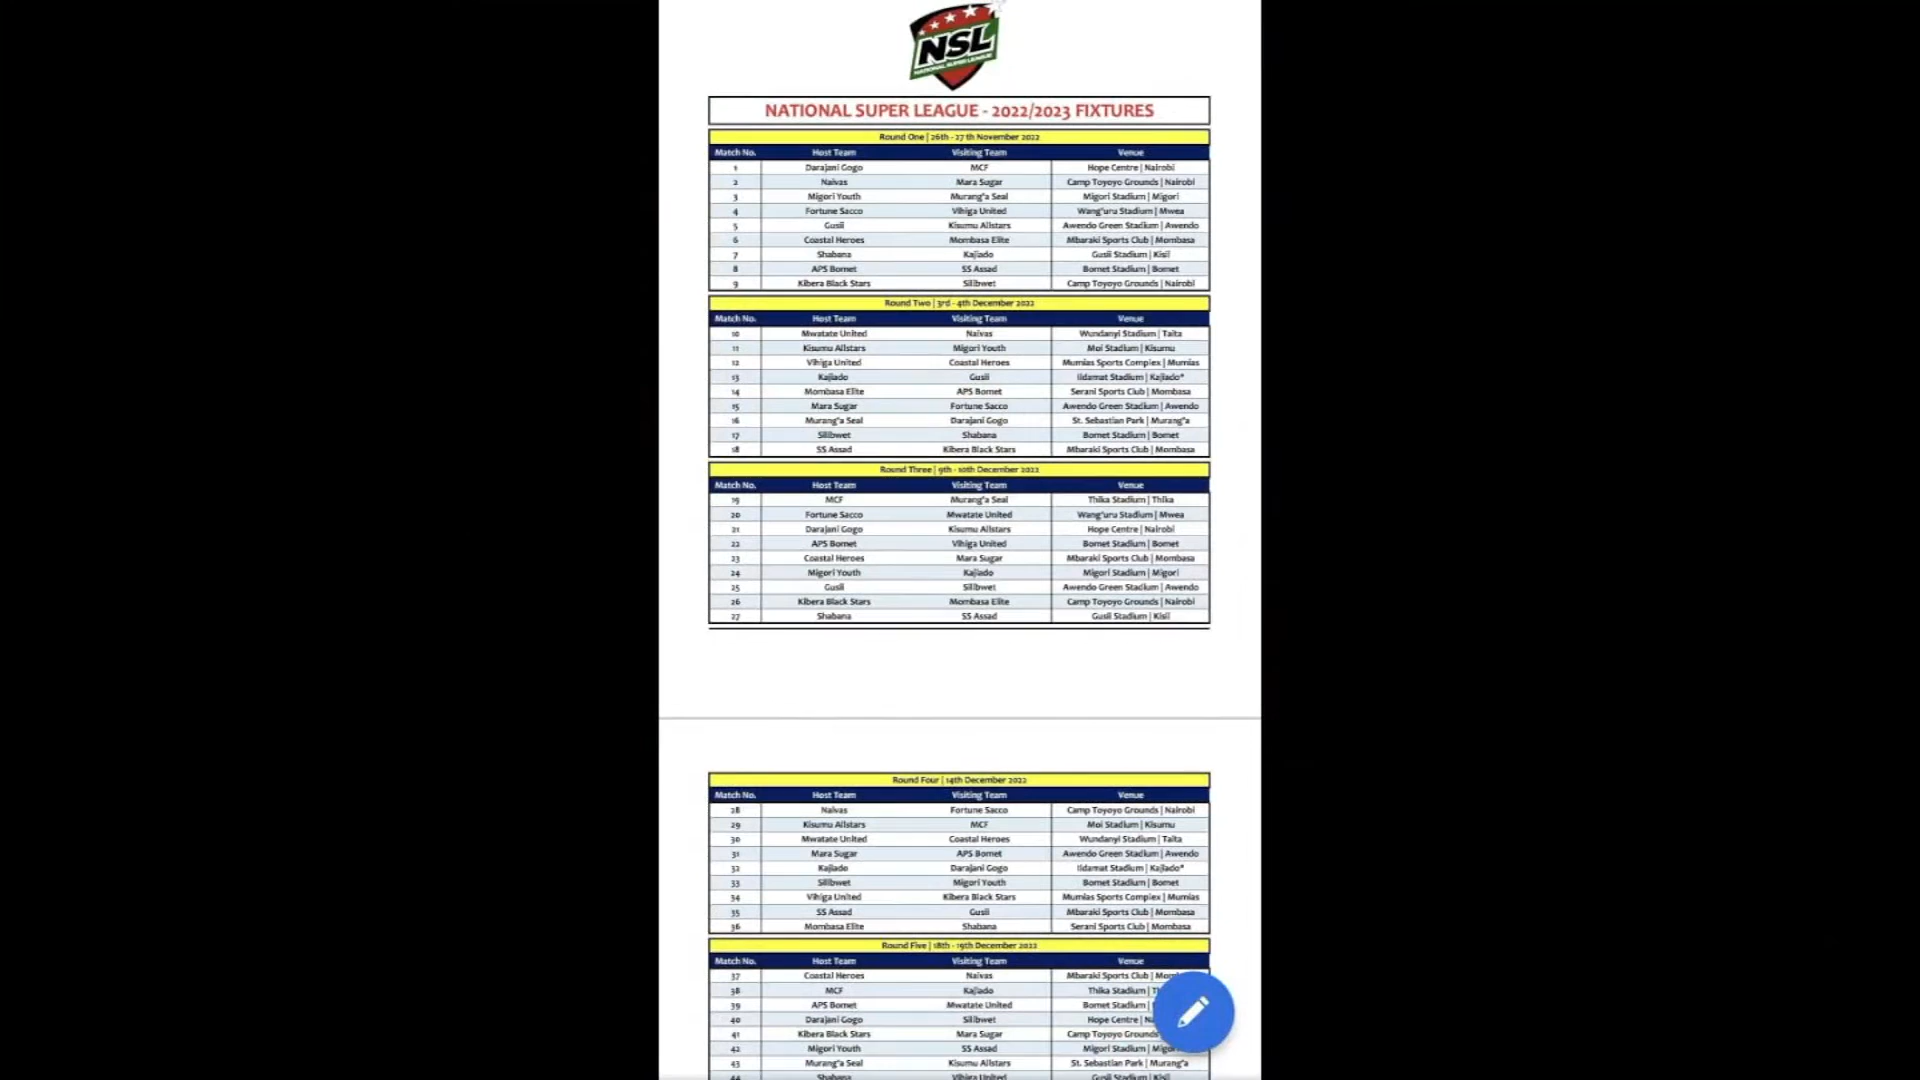 NSL
NATIONAL SUPER LEAGUE
NATIONAL SUPER LEAGUE - 2022/2023 FIXTURES
Round One | 26th - 27th November 2022
Match No. Host Team Visiting Team Venue
1 Darajani Gogo MCF Hope Centre | Nairobi
2 Naivas Mara Sugar Camp Toyoyo Grounds | Nairobi
3 Migori Youth Murang'a Seal Migori Stadium | Migori
4 Fortune Sacco Vihiga United Wang'uru Stadium | Mwea
5 Gusii Kisumu Allstars Awendo Green Stadium | Awendo
6 Coastal Heroes Mombasa Elite Mbaraki Sports Club | Mombasa
7 Shabana Kajiado Gusii Stadium | Kisii
8 APS Bomet SS Assad Bomet Stadium | Bomet
9 Kibera Black Stars Silibwet Camp Toyoyo Grounds | Nairobi
Round Two | 3rd - 4th December 2022
Match No. Host Team Visiting Team Venue
10 Mwatate United Naivas Wundanyi Stadium | Taita
11 Kisumu Allstars Migori Youth Moi Stadium | Kisumu
12 Vihiga United Coastal Heroes Mumias Sports Complex | Mumias
13 Kajiado Gusii Ildamat Stadium | Kajiado*
14 Mombasa Elite APS Bomet Serani Sports Club | Mombasa
15 Mara Sugar Fortune Sacco Awendo Green Stadium | Awendo
16 Murang'a Seal Darajani Gogo St. Sebastian Park | Murang'a
17 Silibwet Shabana Bomet Stadium | Bomet
18 SS Assad Kibera Black Stars Mbaraki Sports Club | Mombasa
Round Three | 9th - 10th December 2022
Match No. Host Team Visiting Team Venue
19 MCF Murang'a Seal Thika Stadium | Thika
20 Fortune Sacco Mwatate United Wang'uru Stadium | Mwea
21 Darajani Gogo Kisumu Allstars Hope Centre | Nairobi
22 APS Bomet Vihiga United Bomet Stadium | Bomet
23 Coastal Heroes Mara Sugar Mbaraki Sports Club | Mombasa
24 Migori Youth Kajiado Migori Stadium | Migori
25 Gusii Silibwet Awendo Green Stadium | Awendo
26 Kibera Black Stars Mombasa Elite Camp Toyoyo Grounds | Nairobi
27 Shabana SS Assad Gusii Stadium | Kisii
Round Four | 14th December 2022
Match No. Host Team Visiting Team Venue
28 Naivas Fortune Sacco Camp Toyoyo Grounds | Nairobi
29 Kisumu Allstars MCF Moi Stadium | Kisumu
30 Mwatate United Coastal Heroes Wundanyi Stadium | Taita
31 Mara Sugar APS Bomet Awendo Green Stadium | Awendo
32 Kajiado Darajani Gogo Ildamat Stadium | Kajiado*
33 Silibwet Migori Youth Bomet Stadium | Bomet
34 Vihiga United Kibera Black Stars Mumias Sports Complex | Mumias
35 SS Assad Gusii Mbaraki Sports Club | Mombasa
36 Mombasa Elite Shabana Serani Sports Club | Mombasa
Round Five | 18th - 19th December 2022
Match No. Host Team Visiting Team Venue
37 Coastal Heroes Naivas Mbaraki Sports Club |
38 MCF Kajiado Thika Stadium |
39 APS Bomet Mwatate United Bomet Stadium |
40 Darajani Gogo Silibwet Hope Centre |
41 Kibera Black Stars Mara Sugar Camp Toyoyo Grounds
42 Migori Youth SS Assad Migori Stadium |
43 Murang'a Seal Kisumu Allstars St. Sebastian Park | Murang'a
44 Shabana Vihiga United Gusii Stadium | Kisii